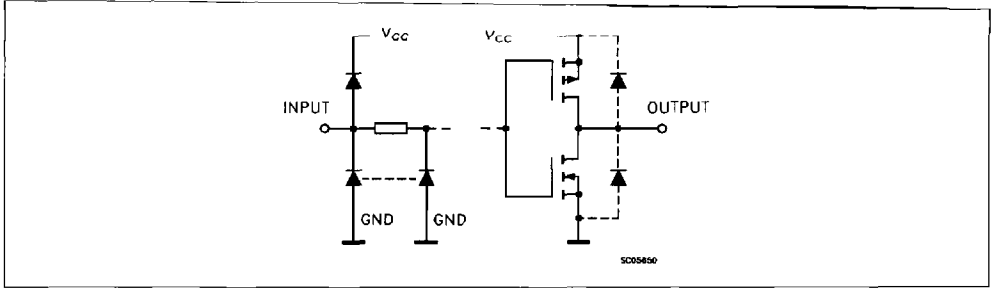 VCC
VCC
INPUT
OUTPUT
GND
GND
SC05850